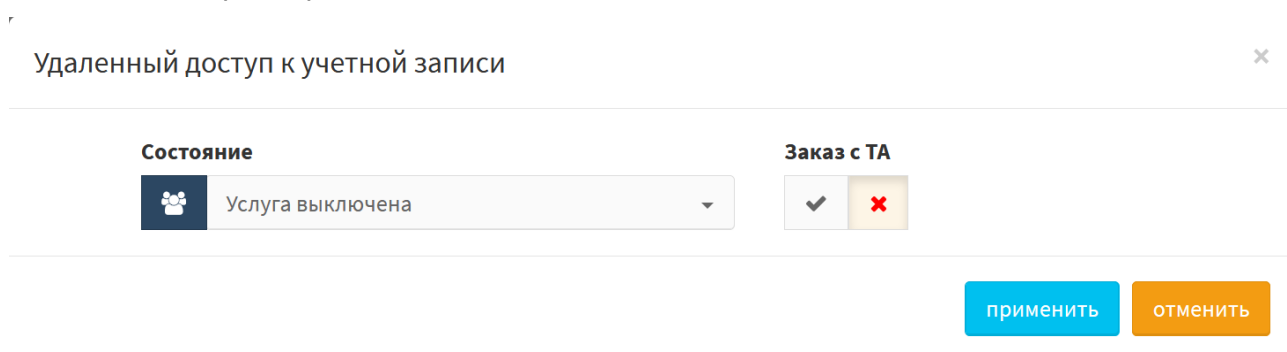 Удаленный доступ к учетной записи
×
Состояние
Заказ с ТА
Услуга выключена
применить
отменить